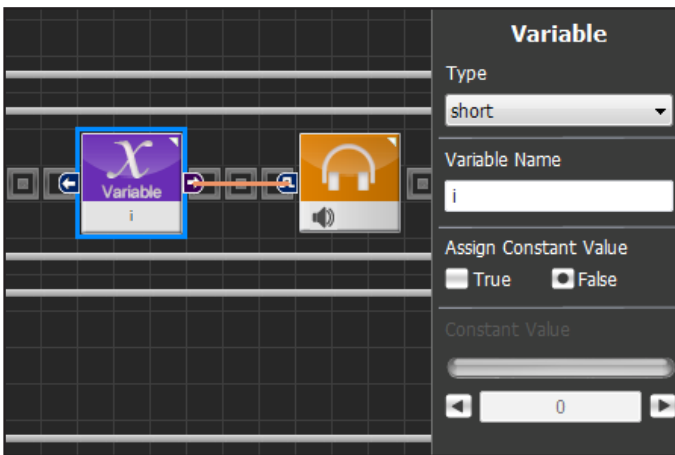 Variable
i
Variable
Type
short
Variable Name
i
Assign Constant Value
True False
Constant Value
0